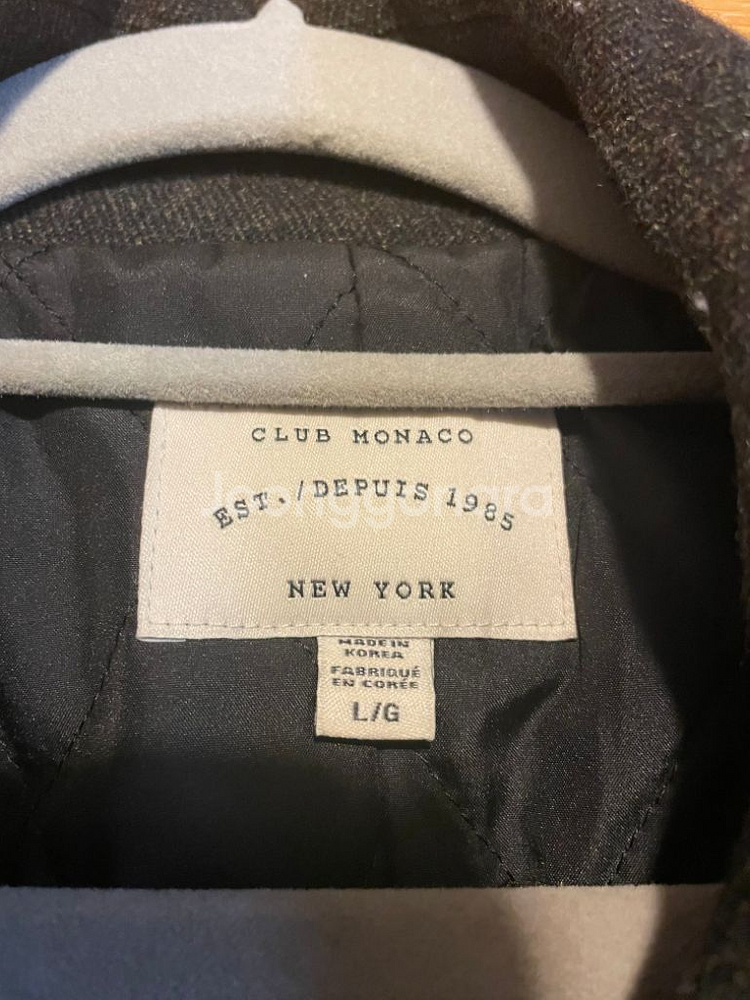 CLUB MONACO
EST./DEPUIS 1985
NEW YORK
MADE IN
KOREA
FABRIQUÉ
EN CORÉE
L/G